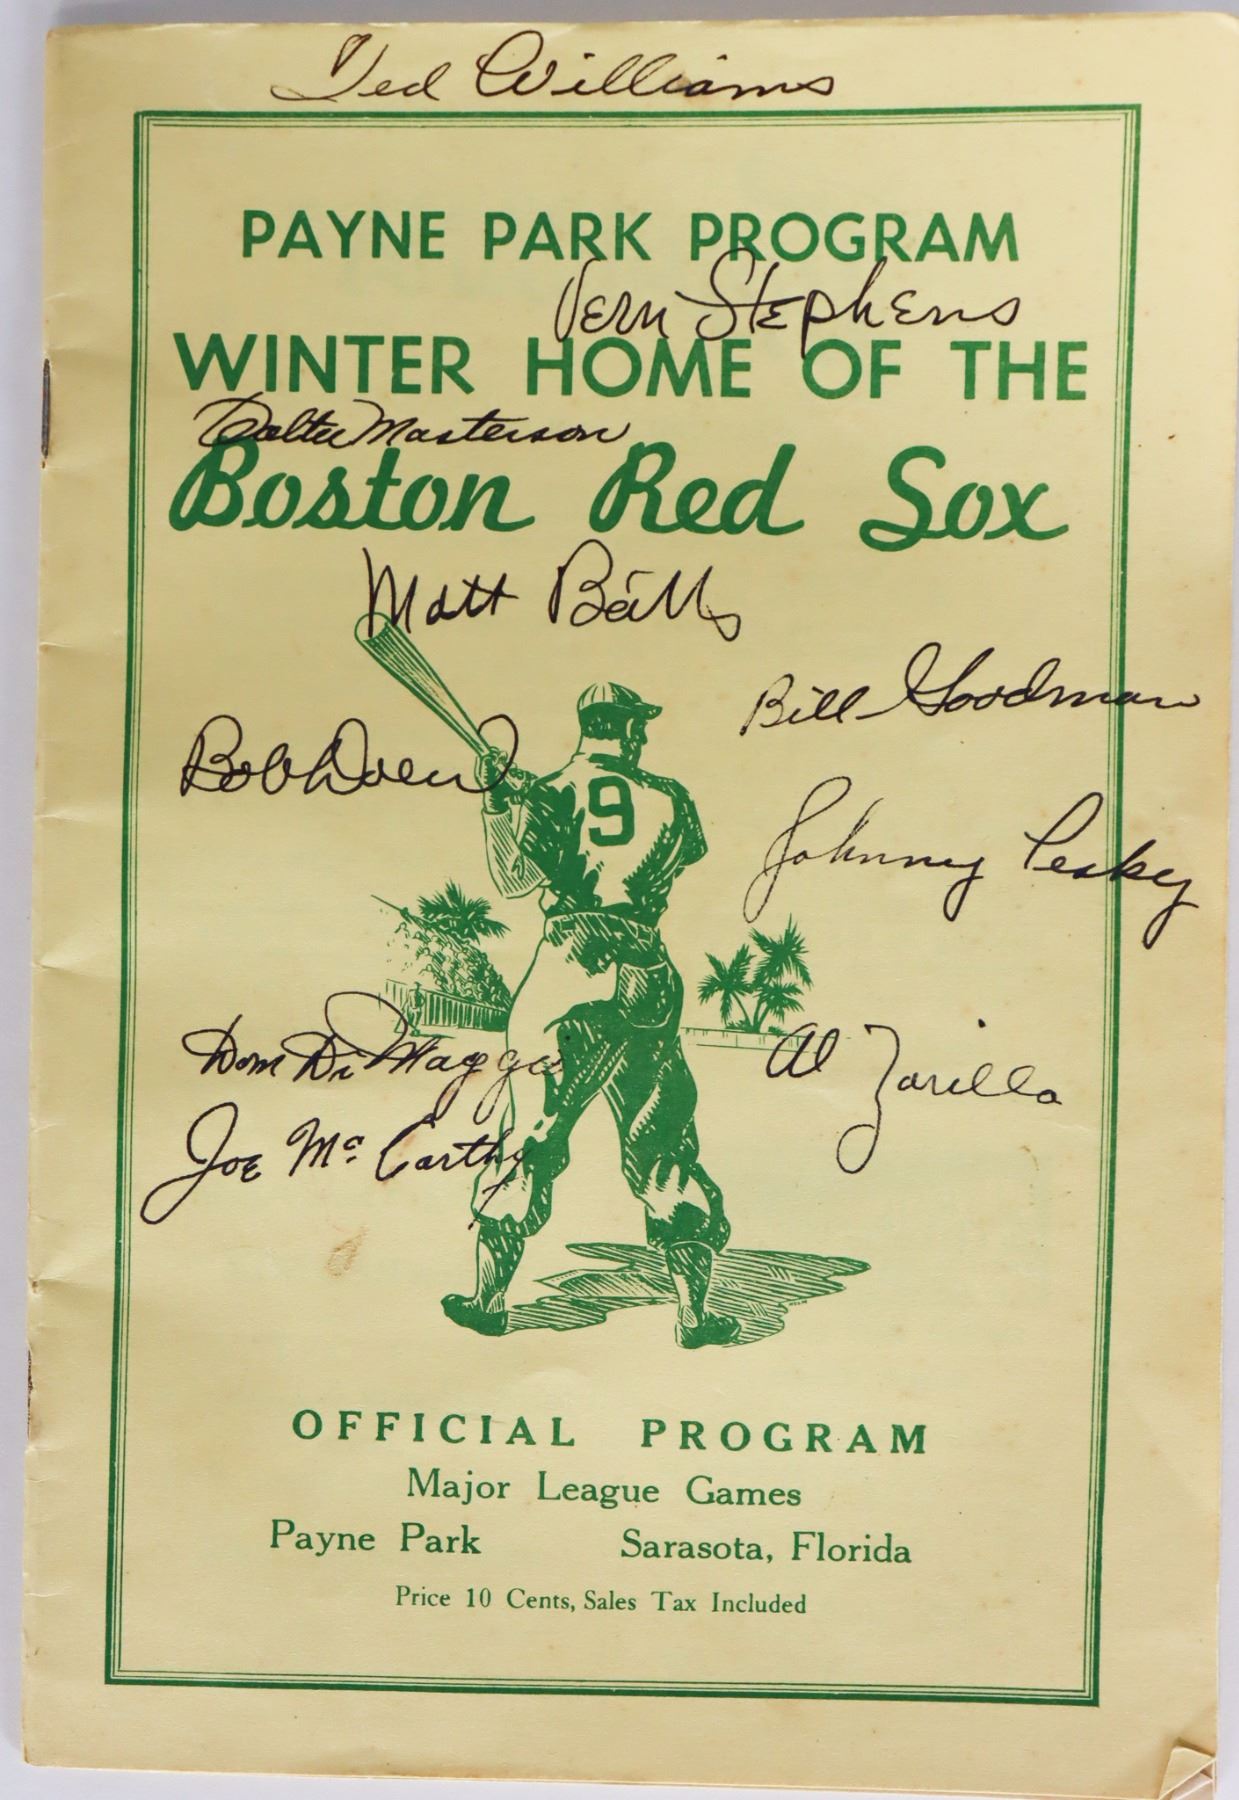 Ted Williams
PAYNE PARK PROGRAM
Vern Stephens
WINTER HOME OF THE
Walter Masterson
Boston Red Sox
Matt Batts
Bill Goodman
Bob Doerr
9
Johnny Pesky
Dom DiMaggio
Al Zarilla
Joe McCarthy
OFFICIAL PROGRAM
Major League Games
Payne Park Sarasota, Florida
Price 10 Cents, Sales Tax Included